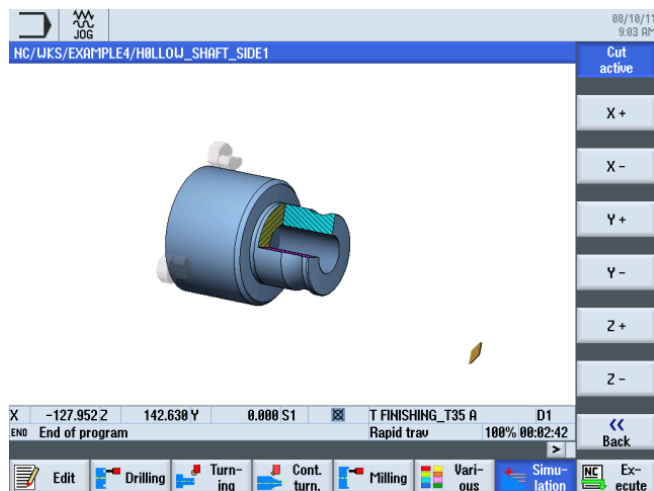 JOG
08/10/11
9:03 AM
NC/WKS/EXAMPLE4/HØLLOW_SHAFT_SIDE1
Cut
active
X +
X -
Y +
Y -
Z +
Z -
X -127.952 Z 142.630 Y 0.000 S1 T FINISHING_T35 A D1
END End of program Rapid trav 100% 00:02:42
<<
Back
>
Edit
Drilling
Turn-
ing
Cont.
turn.
Milling
Vari-
ous
Simu-
lation
NC Ex-
ecute